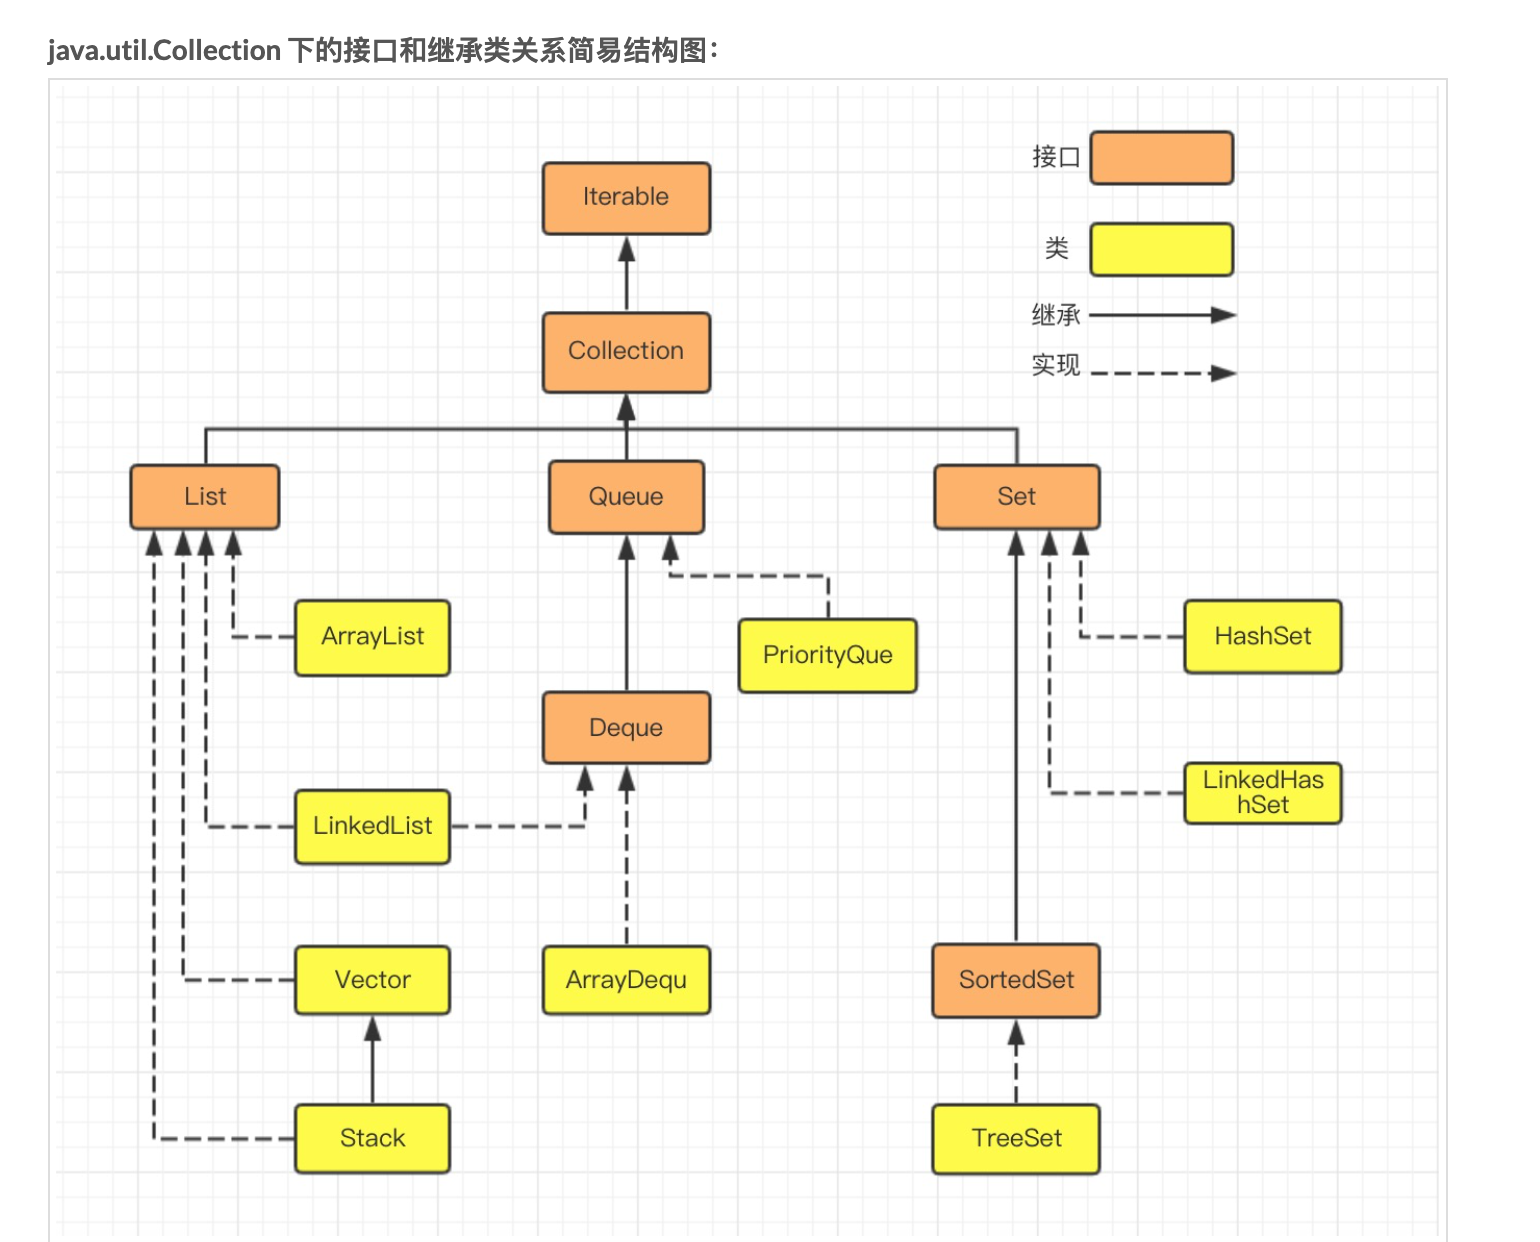 java.util.Collection 下的接口和继承类关系简易结构图：
接口
Iterable
类
继承
Collection
实现
List
Queue
Set
ArrayList
HashSet
PriorityQue
Deque
LinkedHas
hSet
LinkedList
Vector
ArrayDequ
SortedSet
Stack
TreeSet